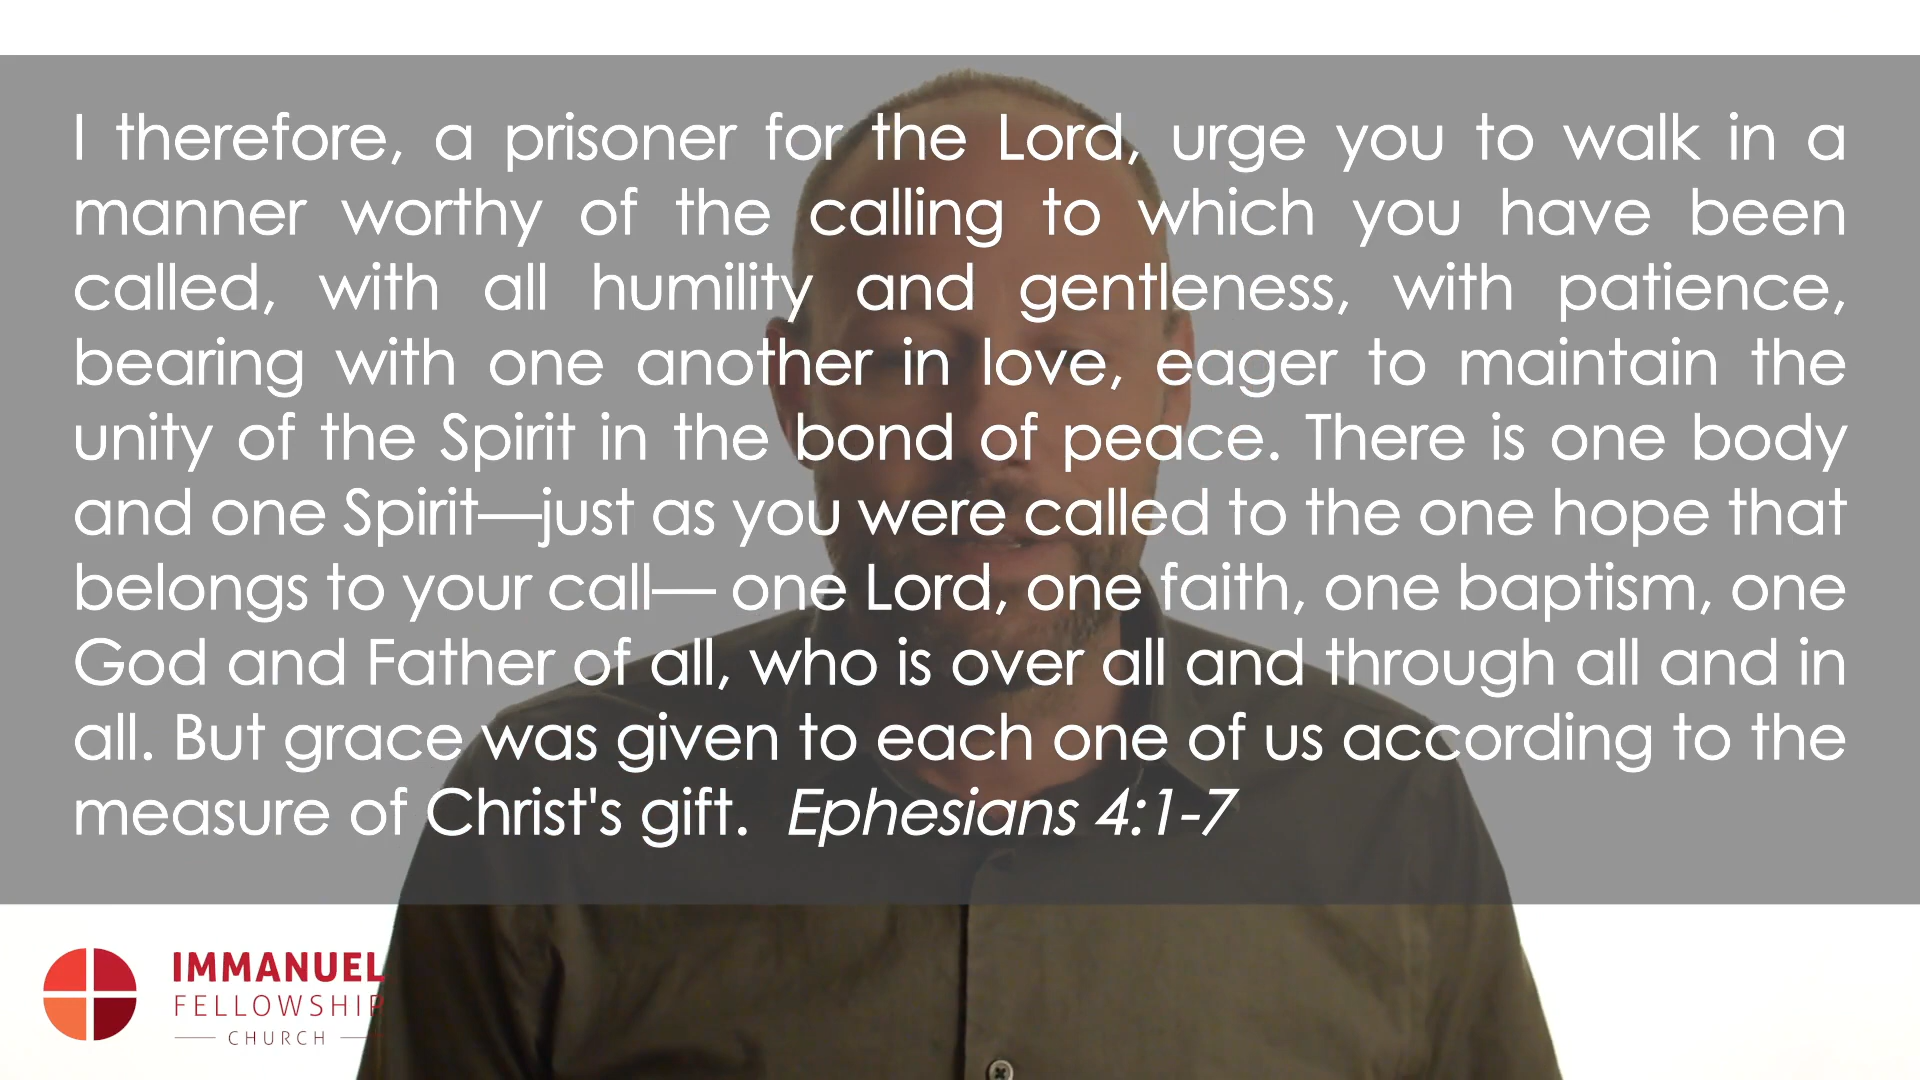 I therefore, a prisoner for the Lord, urge you to walk in a
manner worthy of the calling to which you have been
called, with all humility and gentleness, with patience,
bearing with one another in love, eager to maintain the
unity of the Spirit in the bond of peace. There is one body
and one Spirit—just as you were called to the one hope that
belongs to your call— one Lord, one faith, one baptism, one
God and Father of all, who is over all and through all and in
all. But grace was given to each one of us according to the
measure of Christ's gift. Ephesians 4:1-7
IMMANUEL
FELLOWSHIP
CHURCH